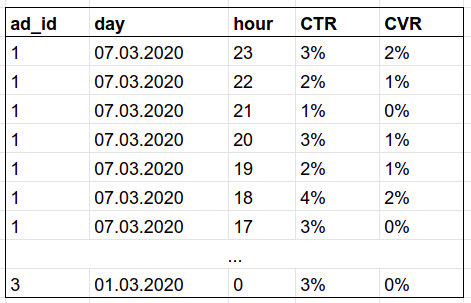 ad_id day hour CTR CVR
1 07.03.2020 23 3% 2%
1 07.03.2020 22 2% 1%
1 07.03.2020 21 1% 0%
1 07.03.2020 20 3% 1%
1 07.03.2020 19 2% 1%
1 07.03.2020 18 4% 2%
1 07.03.2020 17 3% 0%
...
3 01.03.2020 0 3% 0%